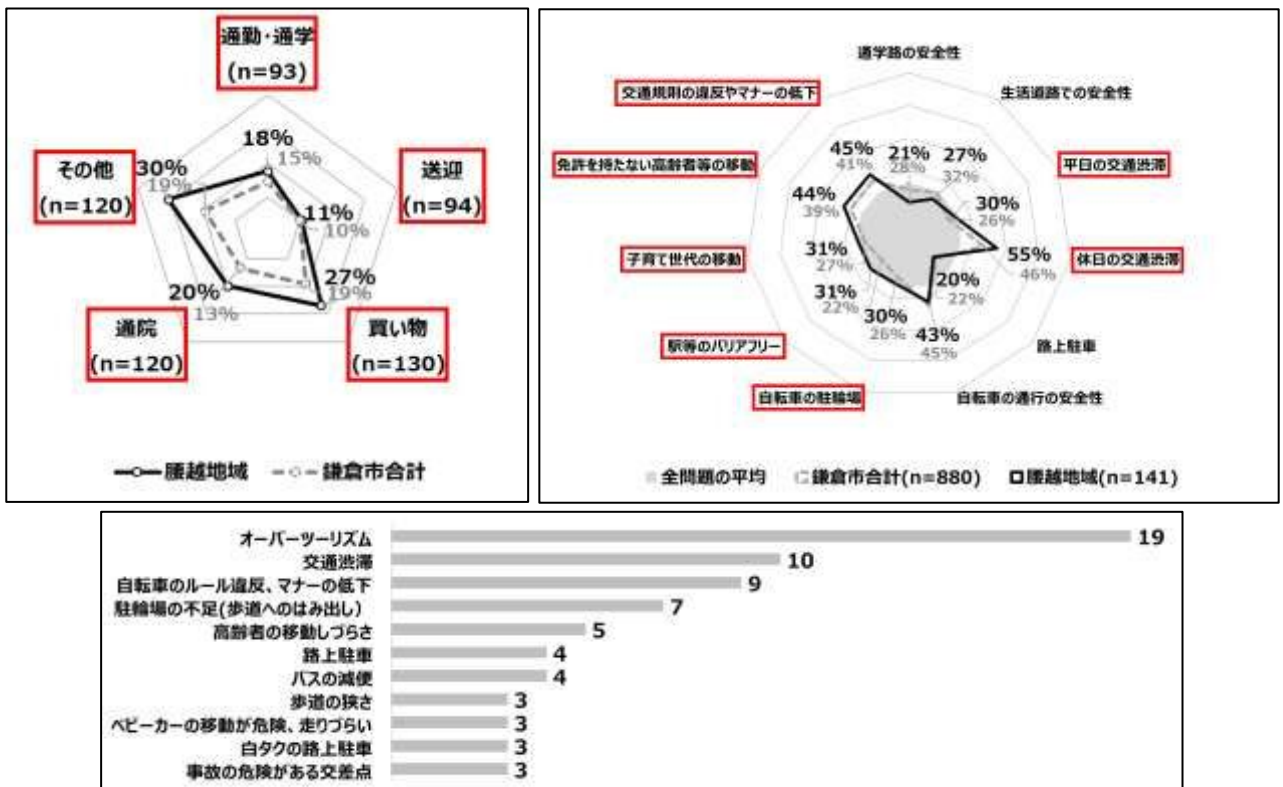 通勤・通学
(n=93)
18%
15%
その他
(n=120)
30%
19%
送迎
(n=94)
11%
10%
20%
13%
27%
19%
通院
(n=120)
買い物
(n=130)
腰越地域
鎌倉市合計
通学路の安全性
交通規則の違反やマナーの低下
生活道路での安全性
45%
41%
21%
28%
27%
32%
免許を持たない高齢者等の移動
平日の交通渋滞
44%
39%
30%
26%
子育て世代の移動
31%
27%
55%
46%
休日の交通渋滞
31%
22%
20%
22%
30%
26%
43%
45%
駅等のバリアフリー
路上駐車
自転車の駐輪場
自転車の通行の安全性
全問題の平均
鎌倉市合計(n=880)
腰越地域(n=141)
オーバーツーリズム 19
交通渋滞 10
自転車のルール違反、マナーの低下 9
駐輪場の不足(歩道へのはみ出し) 7
高齢者の移動しづらさ 5
路上駐車 4
バスの減便 4
歩道の狭さ 3
ベビーカーの移動が危険、走りづらい 3
白タクの路上駐車 3
事故の危険がある交差点 3